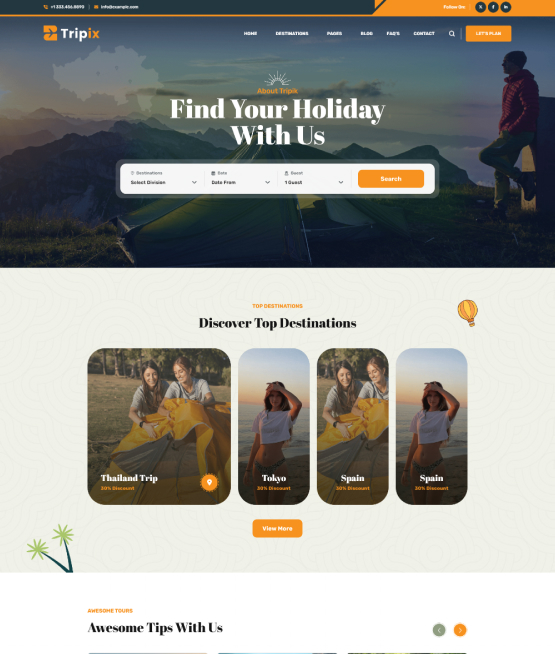 +1 333.456.8890 info@example.com Follow On:
Tripix HOME DESTINATIONS PAGES BLOG FAQ'S CONTACT LET'S PLAN
About Tripik
Find Your Holiday
With Us
Destinations Date Guest
Select Division Date From 1 Guest Search
TOP DESTINATIONS
Discover Top Destinations
Thailand Trip Tokyo Spain Spain
30% Discount 30% Discount 30% Discount 30% Discount
View More
AWESOME TOURS
Awesome Tips With Us